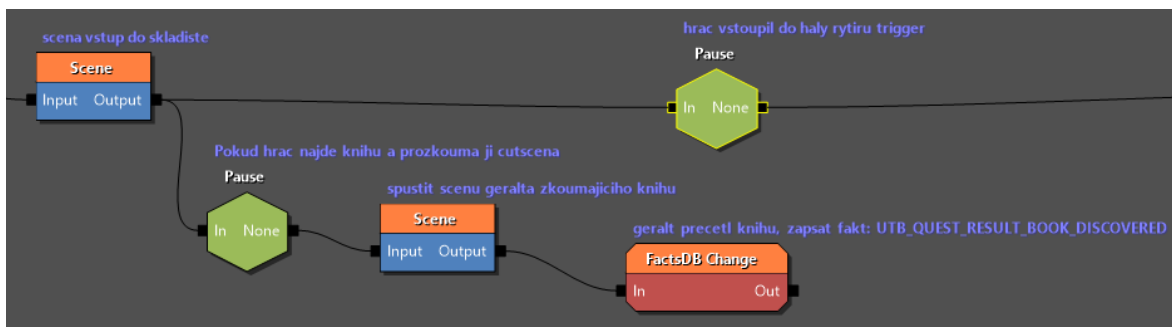 scena vstup do skladiste
Scene
Input Output
hrac vstoupil do haly rytiru trigger
Pause
In None
Pokud hrac najde knihu a prozkouma ji cutscena
Pause
In None
spustit scenu geralta zkoumajiciho knihu
Scene
Input Output
geralt precetl knihu, zapsat fakt: UTB_QUEST_RESULT_BOOK_DISCOVERED
FactsDB Change
In Out